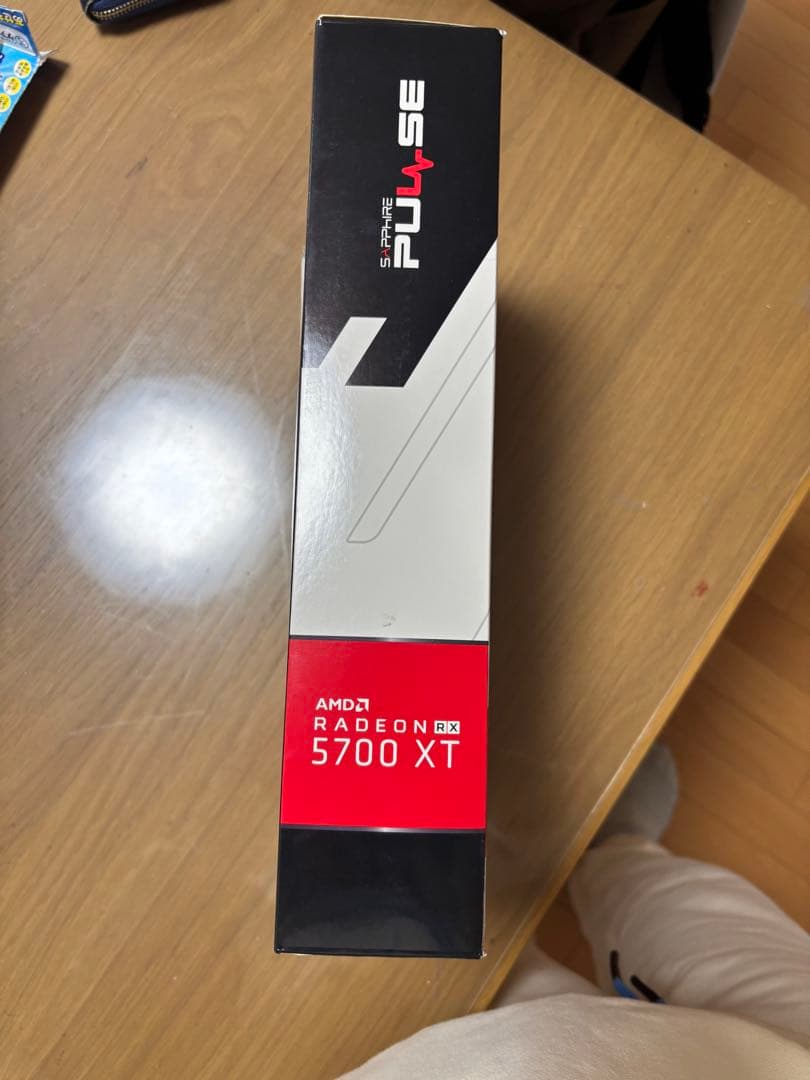 SAPPHIRE
PULSE
AMD
RADEON RX
5700 XT